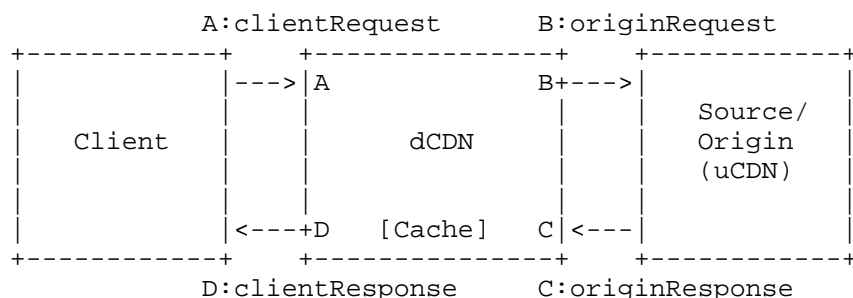 A:clientRequest B:originRequest
A B
Source/
Client dCDN Origin
(uCDN)
D [Cache] C
D:clientResponse C:originResponse